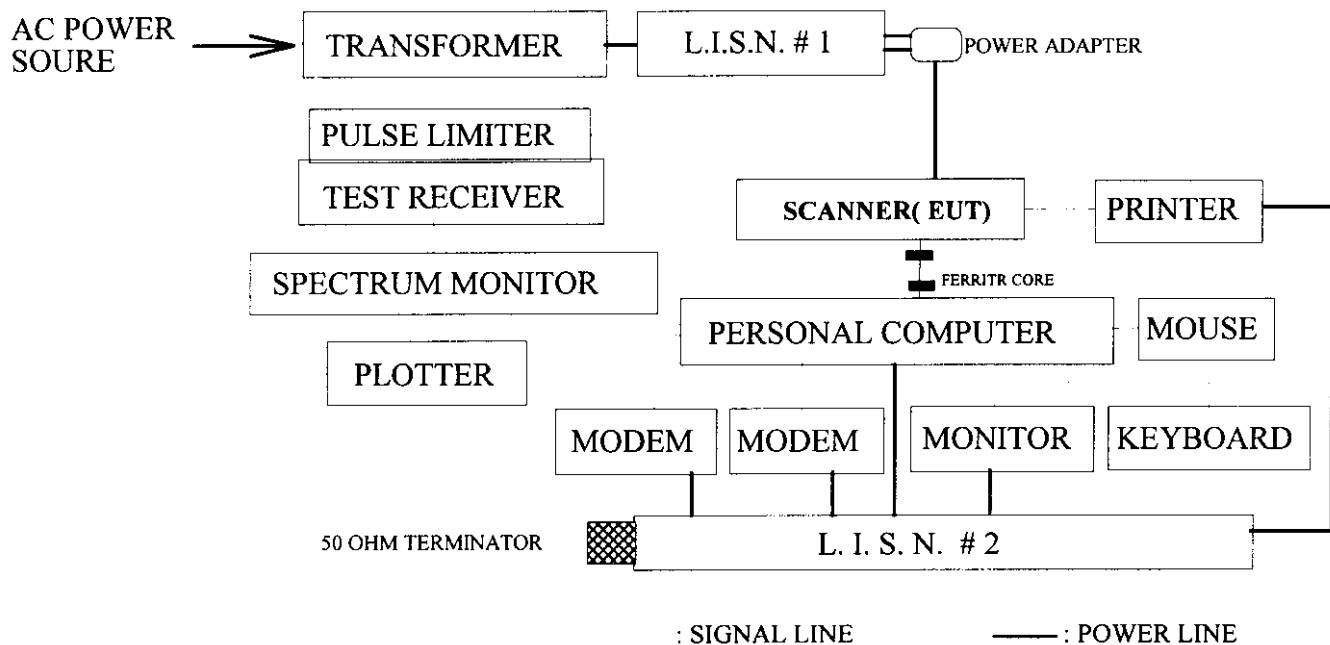 AC POWER
SOURE
TRANSFORMER
L.I.S.N. # 1
POWER ADAPTER
PULSE LIMITER
TEST RECEIVER
SCANNER( EUT)
PRINTER
SPECTRUM MONITOR
FERRITR CORE
PERSONAL COMPUTER
MOUSE
PLOTTER
MODEM
MODEM
MONITOR
KEYBOARD
50 OHM TERMINATOR
L. I. S. N. # 2
: SIGNAL LINE
: POWER LINE